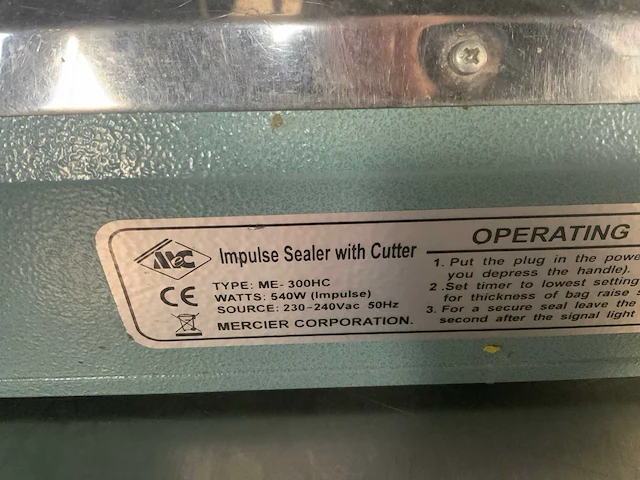 MEC
Impulse Sealer with Cutter
TYPE: ME- 300HC
WATTS: 540W (Impulse)
SOURCE: 230-240Vac 50Hz
MERCIER CORPORATION.
CE
OPERATING
1. Put the plug in the powe
you depress the handle).
2 .Set timer to lowest setting
for thickness of bag raise s
3. For a secure seal leave the
second after the signal light